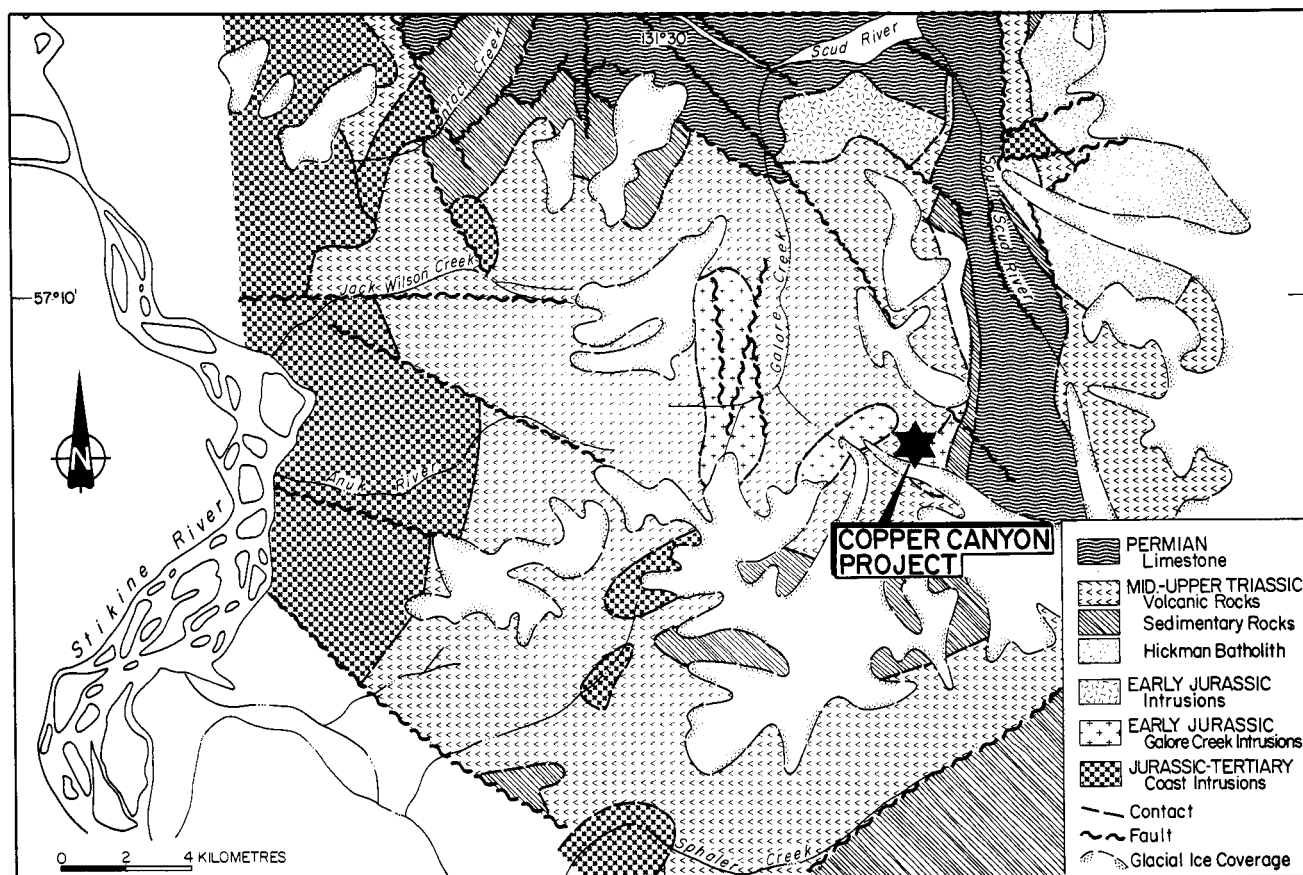 Scud River
131°30'
Creek
South Scud River
Jack Wilson Creek
57°10'
Galore Creek
N
Anuk River
Stikine River
COPPER CANYON
PROJECT
Sphaler Creek
0 2 4 KILOMETRES
PERMIAN
Limestone
MID.-UPPER TRIASSIC
Volcanic Rocks
Sedimentary Rocks
Hickman Batholith
EARLY JURASSIC
Intrusions
EARLY JURASSIC
Galore Creek Intrusions
JURASSIC-TERTIARY
Coast Intrusions
Contact
Fault
Glacial Ice Coverage